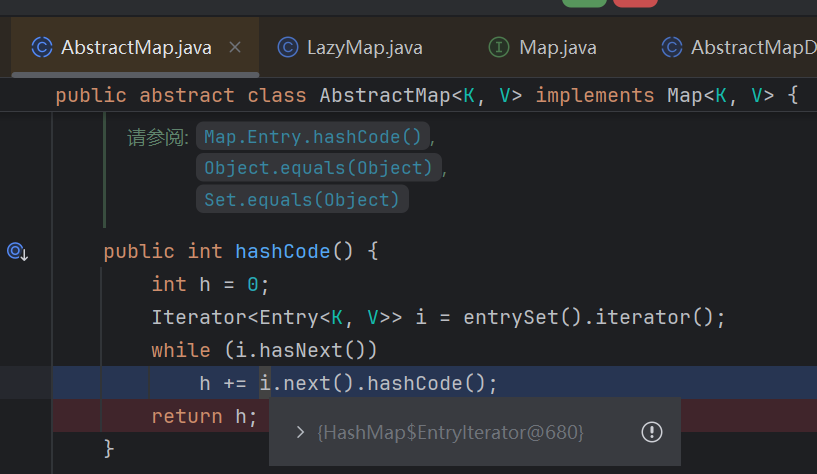 AbstractMap.java
LazyMap.java
Map.java
AbstractMapD
public abstract class AbstractMap<K, V> implements Map<K, V> {
请参阅: Map.Entry.hashCode(),
Object.equals(Object),
Set.equals(Object)
public int hashCode() {
int h = 0;
Iterator<Entry<K, V>> i = entrySet().iterator();
while (i.hasNext())
h += i.next().hashCode();
return h;
{HashMap$EntryIterator@680}
}